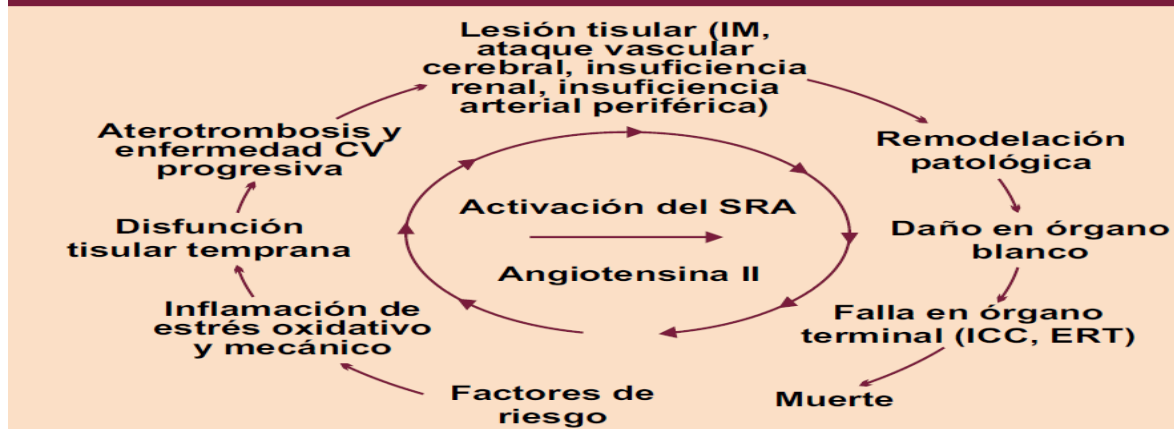 Lesión tisular (IM,
ataque vascular
cerebral, insuficiencia
renal, insuficiencia
arterial periférica)
Aterotrombosis y
enfermedad CV
progresiva
Remodelación
patológica
Activación del SRA
Angiotensina II
Disfunción
tisular temprana
Daño en órgano
blanco
Inflamación de
estrés oxidativo
y mecánico
Falla en órgano
terminal (ICC, ERT)
Factores de
riesgo
Muerte